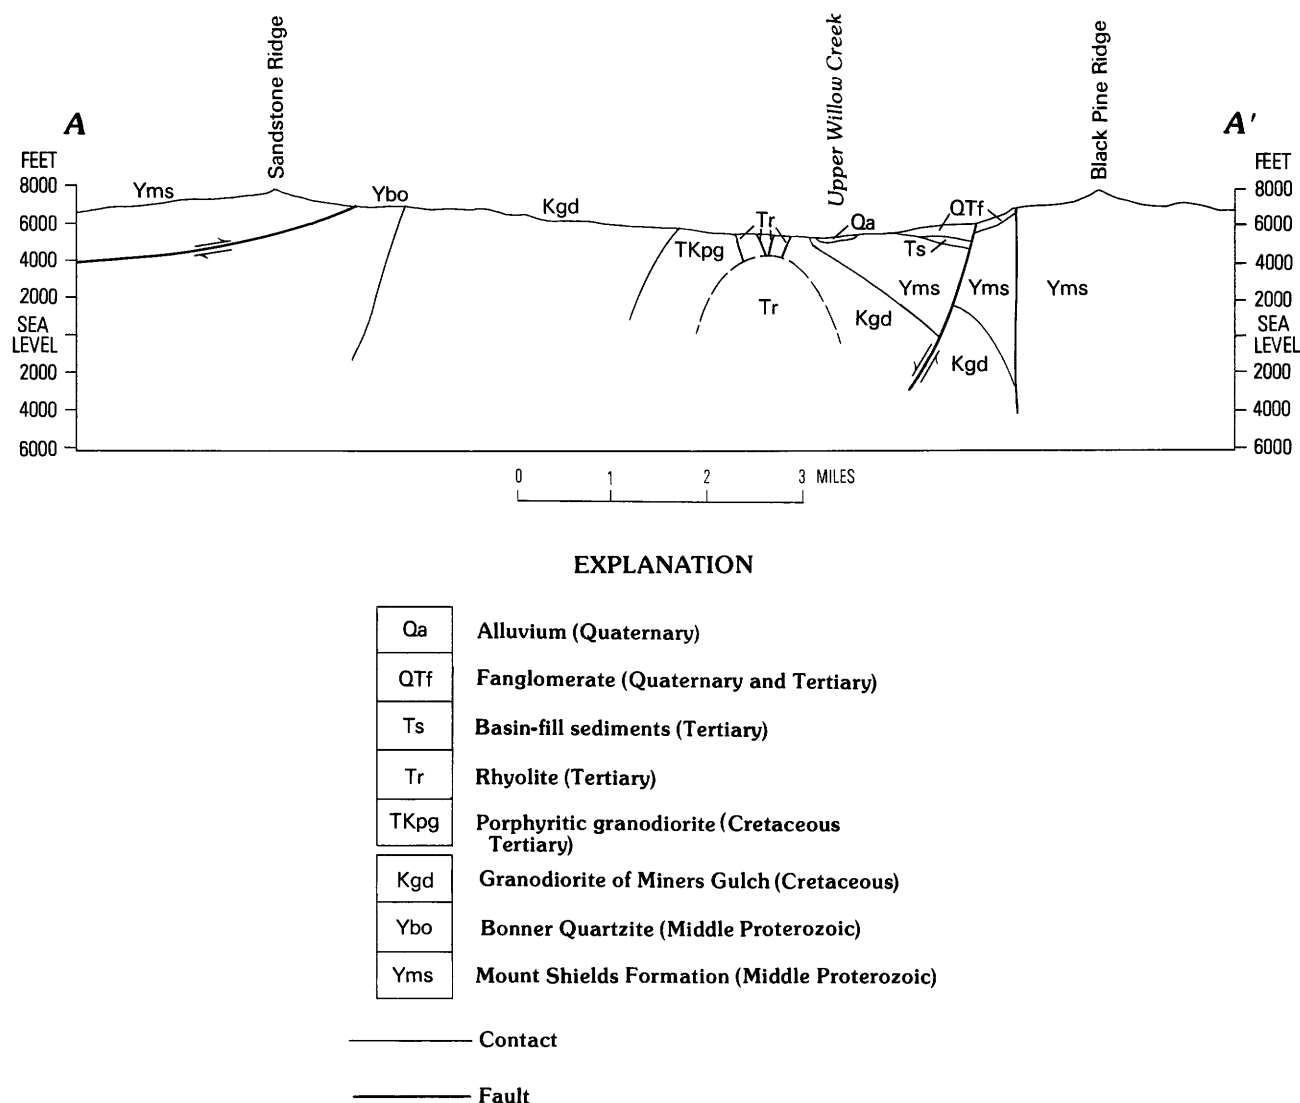 Sandstone Ridge
Upper Willow Creek
Black Pine Ridge
A
A'
FEET
8000
6000
4000
2000
SEA
LEVEL
2000
4000
6000
Yms
Ybo
Kgd
TKpg
Tr
Tr
Qa
QTf
Ts
Yms
Yms
Yms
Kgd
Kgd
FEET
8000
6000
4000
2000
SEA
LEVEL
2000
4000
6000
0 1 2 3 MILES
EXPLANATION
Qa Alluvium (Quaternary)
QTf Fanglomerate (Quaternary and Tertiary)
Ts Basin-fill sediments (Tertiary)
Tr Rhyolite (Tertiary)
TKpg Porphyritic granodiorite (Cretaceous
Tertiary)
Kgd Granodiorite of Miners Gulch (Cretaceous)
Ybo Bonner Quartzite (Middle Proterozoic)
Yms Mount Shields Formation (Middle Proterozoic)
Contact
Fault